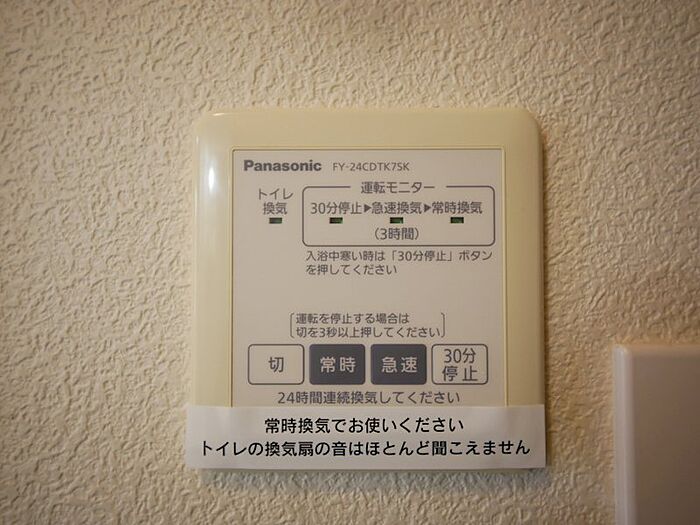 Panasonic FY-24CDTK7SK
運転モニター
トイレ
換気
30分停止▶急速換気▶常時換気
(3時間)
入浴中寒い時は「30分停止」ボタン
を押してください
運転を停止する場合は
切を3秒以上押してください
切 常時 急速 30分
停止
24時間連続換気してください
常時換気でお使いください
トイレの換気扇の音はほとんど聞こえません